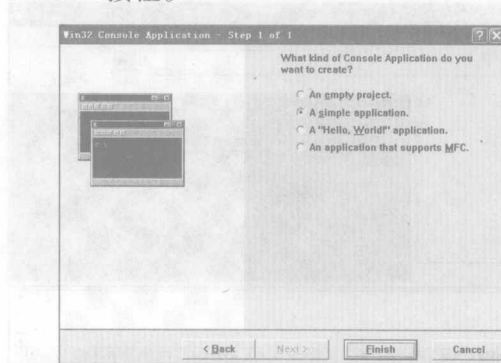 Win32 Console Application - Step 1 of 1
What kind of Console Application do you
want to create?
An empty project.
A simple application.
A "Hello, World!" application.
An application that supports MFC.
< Back
Next >
Finish
Cancel